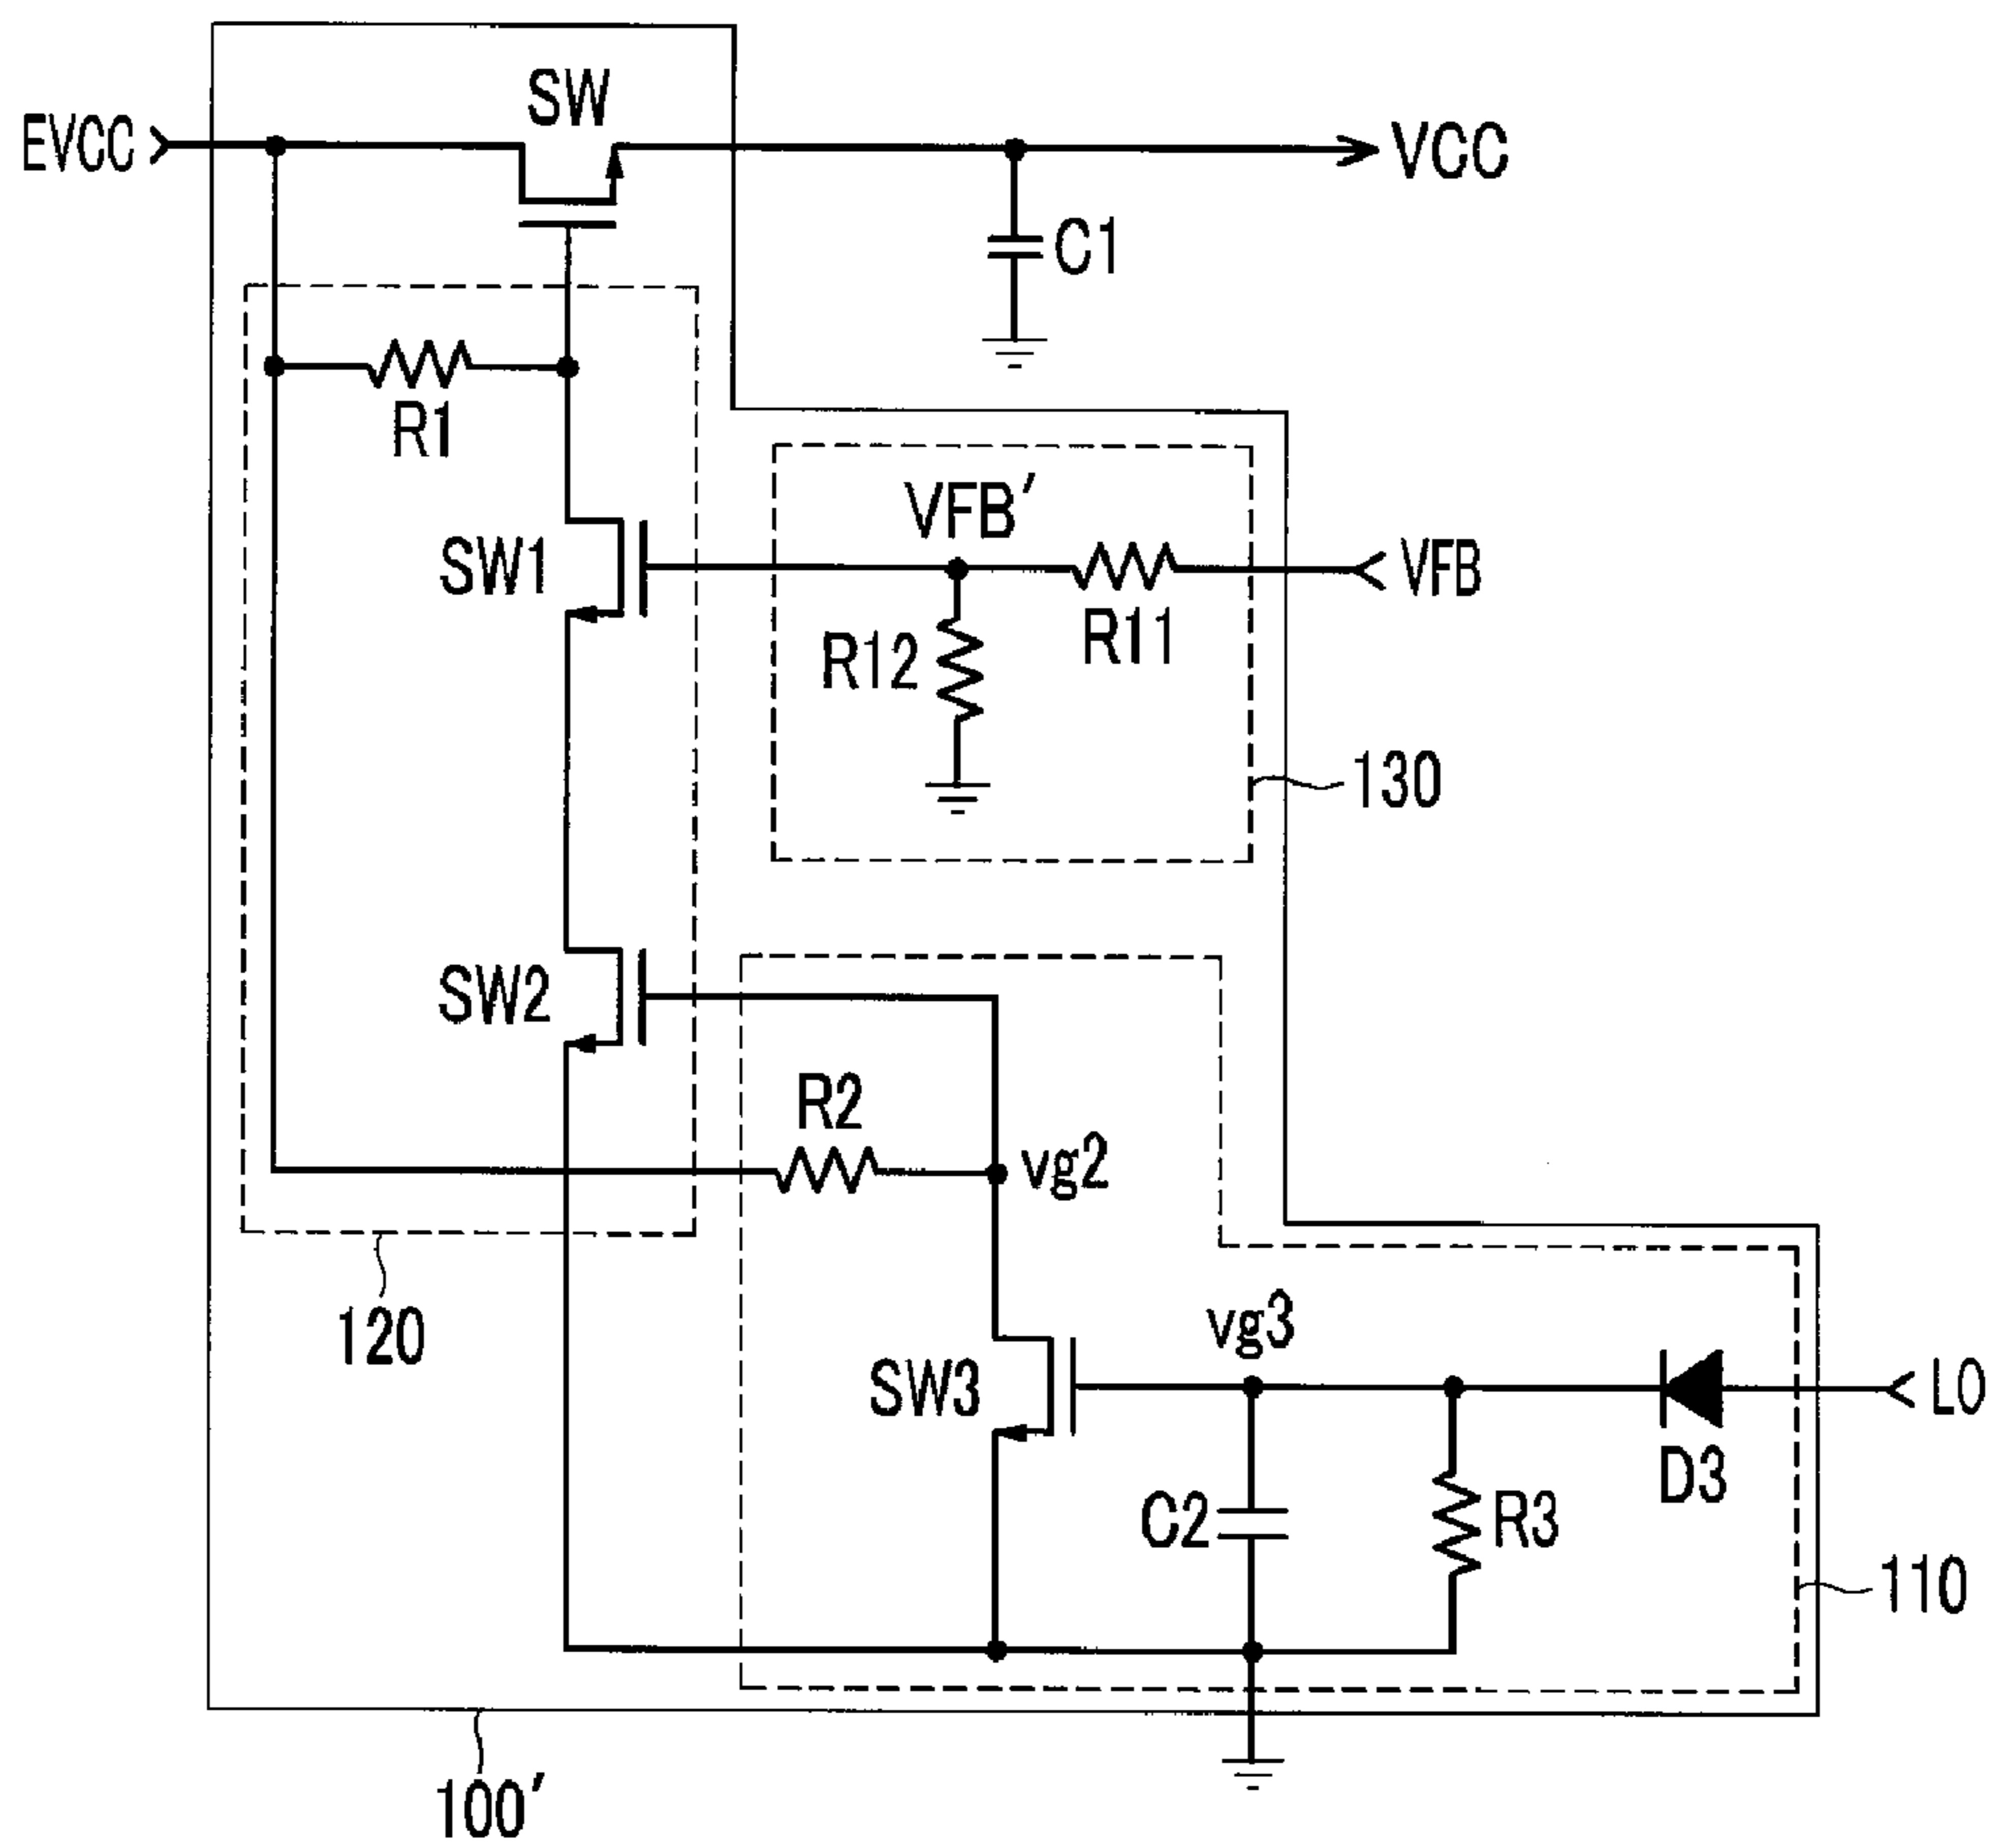 SW
EVCC
VCC
C1
R1
VFB'
SW1
VFB
R11
R12
130
SW2
R2
vg2
120
vg3
SW3
LO
D3
C2
R3
110
100'